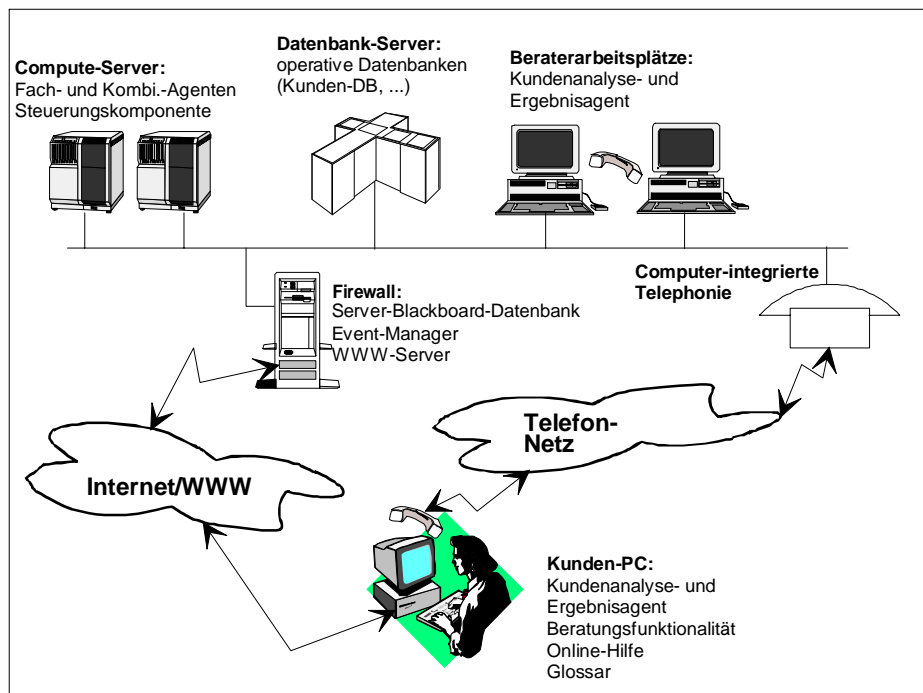 Compute-Server:
Fach- und Kombi.-Agenten
Steuerungskomponente
Datenbank-Server:
operative Datenbanken
(Kunden-DB, ...)
Beraterarbeitsplätze:
Kundenanalyse- und
Ergebnisagent
Firewall:
Server-Blackboard-Datenbank
Event-Manager
WWW-Server
Computer-integrierte
Telephonie
Telefon-
Netz
Internet/WWW
Kunden-PC:
Kundenanalyse- und
Ergebnisagent
Beratungsfunktionalität
Online-Hilfe
Glossar